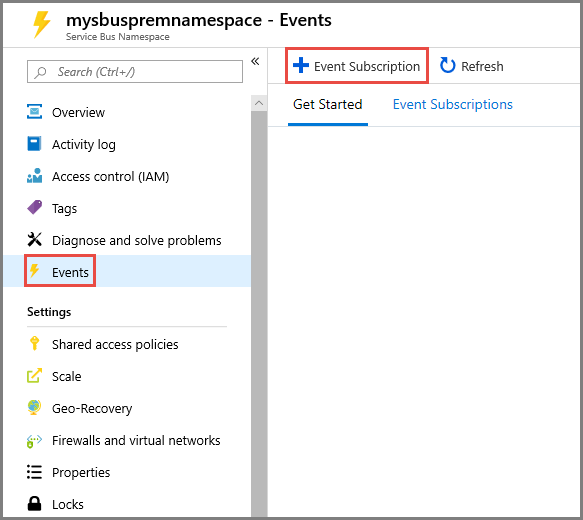 mysbuspremnamespace - Events
Service Bus Namespace
Search (Ctrl+/)
«
Event Subscription
Refresh
Get Started
Event Subscriptions
Overview
Activity log
Access control (IAM)
Tags
Diagnose and solve problems
Events
Settings
Shared access policies
Scale
Geo-Recovery
Firewalls and virtual networks
Properties
Locks